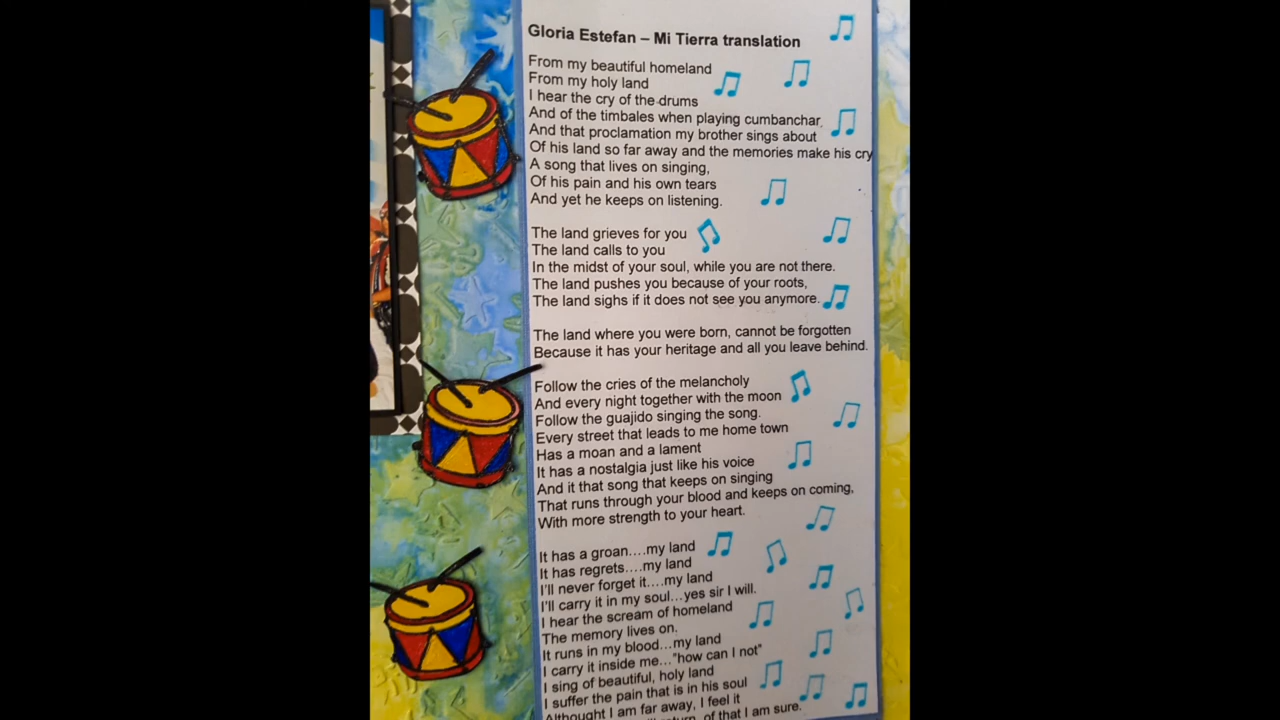 Gloria Estefan – Mi Tierra translation
From my beautiful homeland
From my holy land
I hear the cry of the drums
And of the timbales when playing cumbanchar,
And that proclamation my brother sings about
Of his land so far away and the memories make his cry
A song that lives on singing,
Of his pain and his own tears
And yet he keeps on listening.
The land grieves for you
The land calls to you
In the midst of your soul, while you are not there.
The land pushes you because of your roots,
The land sighs if it does not see you anymore.
The land where you were born, cannot be forgotten
Because it has your heritage and all you leave behind.
Follow the cries of the melancholy
And every night together with the moon
Follow the guajido singing the song.
Every street that leads to me home town
Has a moan and a lament
It has a nostalgia just like his voice
And it that song that keeps on singing
That runs through your blood and keeps on coming,
With more strength to your heart.
It has a groan....my land
It has regrets....my land
I'll never forget it....my land
I'll carry it in my soul...yes sir I will.
I hear the scream of homeland
The memory lives on.
It runs in my blood...my land
I carry it inside me..."how can I not"
I sing of beautiful, holy land
I suffer the pain that is in his soul
Althought I am far away, I feel it
of that I am sure.